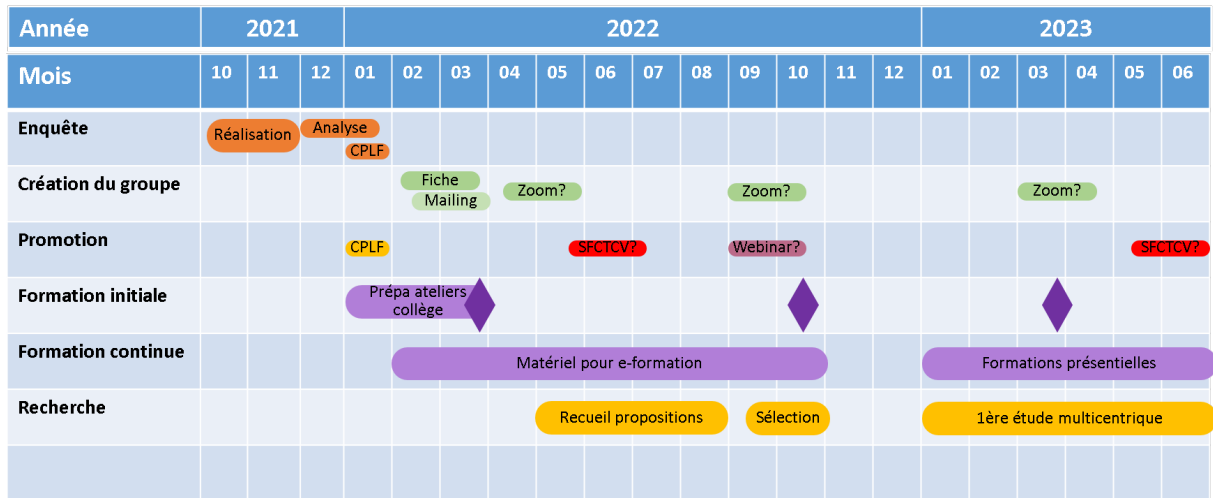 Année 2021 2022 2023
Mois 10 11 12 01 02 03 04 05 06 07 08 09 10 11 12 01 02 03 04 05 06
Enquête Réalisation Analyse
CPLF
Création du groupe Fiche Zoom? Zoom? Zoom?
Mailing
Promotion CPLF SFCTCV? Webinar? SFCTCV?
Formation initiale Prépa ateliers
collège
Formation continue Matériel pour e-formation Formations présentielles
Recherche Recueil propositions Sélection 1ère étude multicentrique